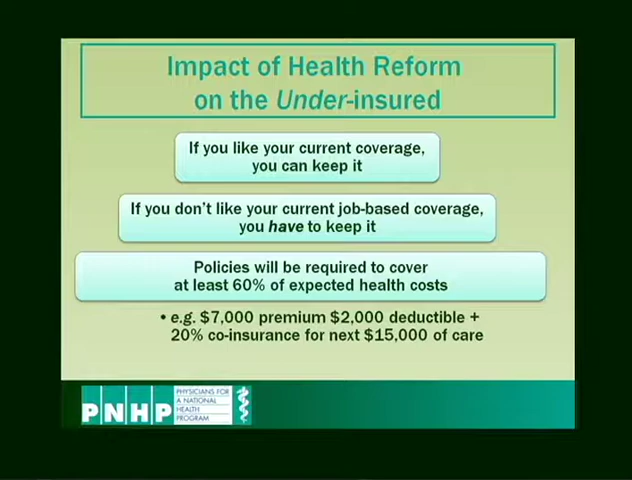 Impact of Health Reform
on the Under-insured
If you like your current coverage,
you can keep it
If you don't like your current job-based coverage,
you have to keep it
Policies will be required to cover
at least 60% of expected health costs
• e.g. $7,000 premium $2,000 deductible +
20% co-insurance for next $15,000 of care
PNHP
PHYSICIANS FOR
A NATIONAL
HEALTH
PROGRAM